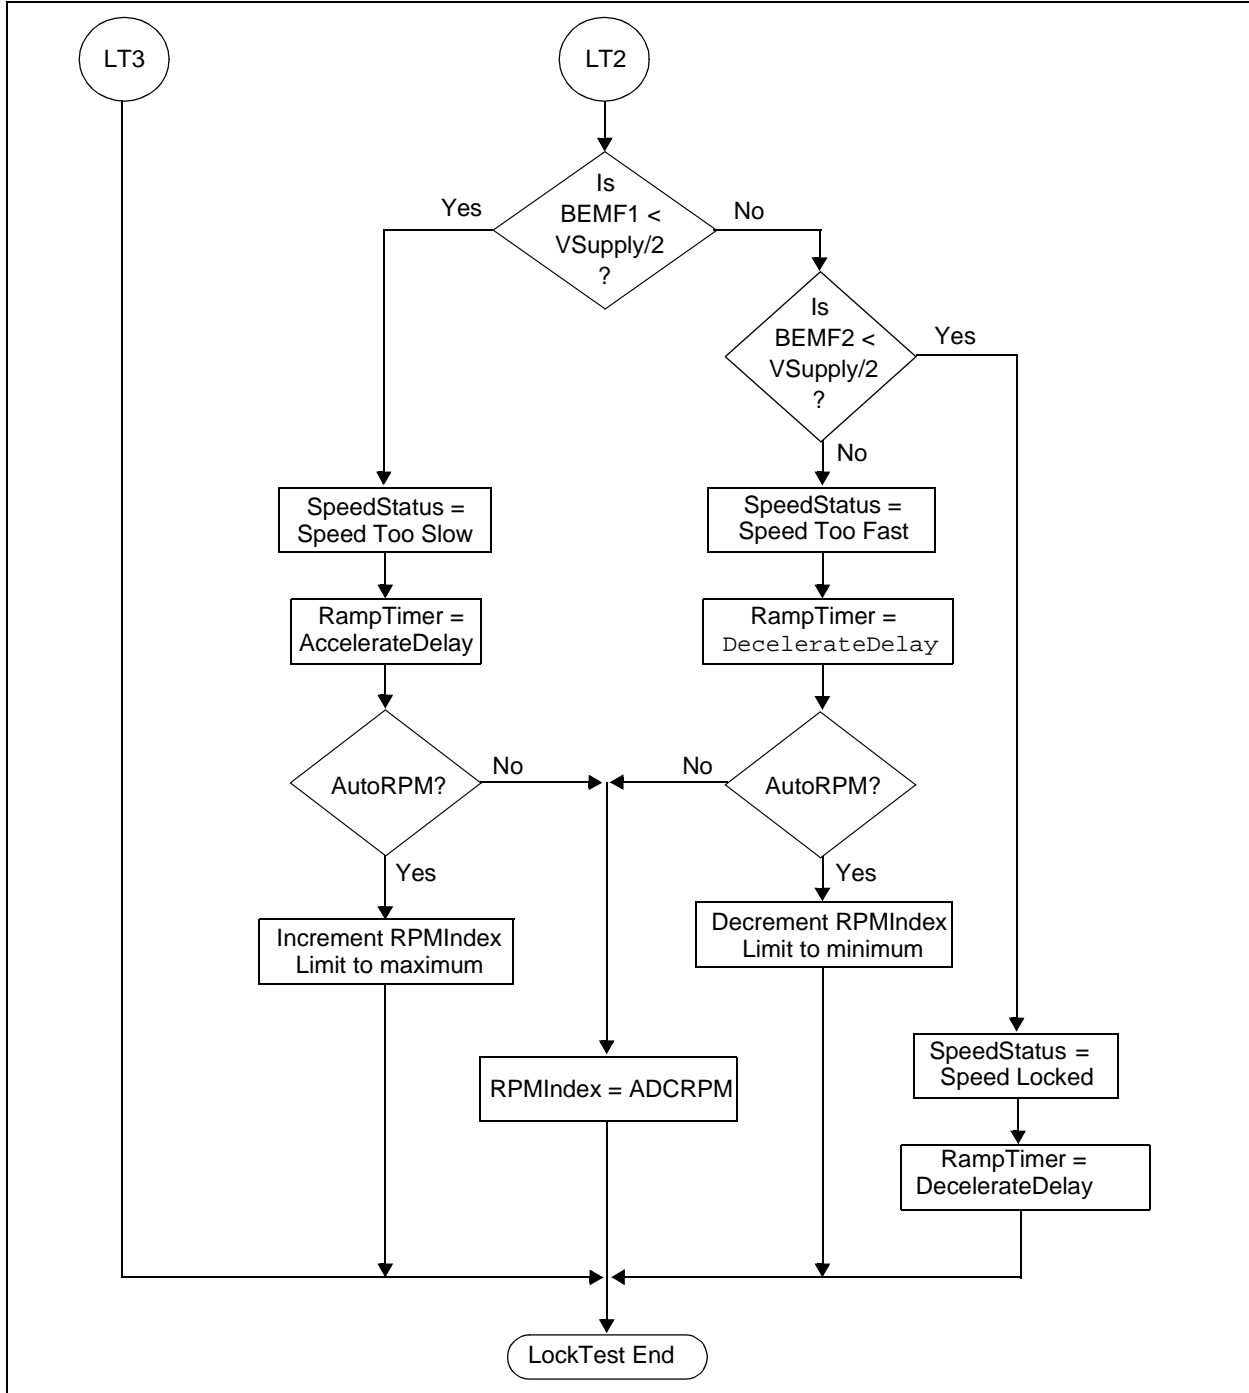 LT3
LT2
Is
BEMF1 <
VSupply/2
?
Yes
No
Is
BEMF2 <
VSupply/2
?
Yes
No
SpeedStatus =
Speed Too Slow
SpeedStatus =
Speed Too Fast
RampTimer =
AccelerateDelay
RampTimer =
DecelerateDelay
AutoRPM?
No
No
AutoRPM?
Yes
Yes
Increment RPMIndex
Limit to maximum
Decrement RPMIndex
Limit to minimum
RPMIndex = ADCRPM
SpeedStatus =
Speed Locked
RampTimer =
DecelerateDelay
LockTest End